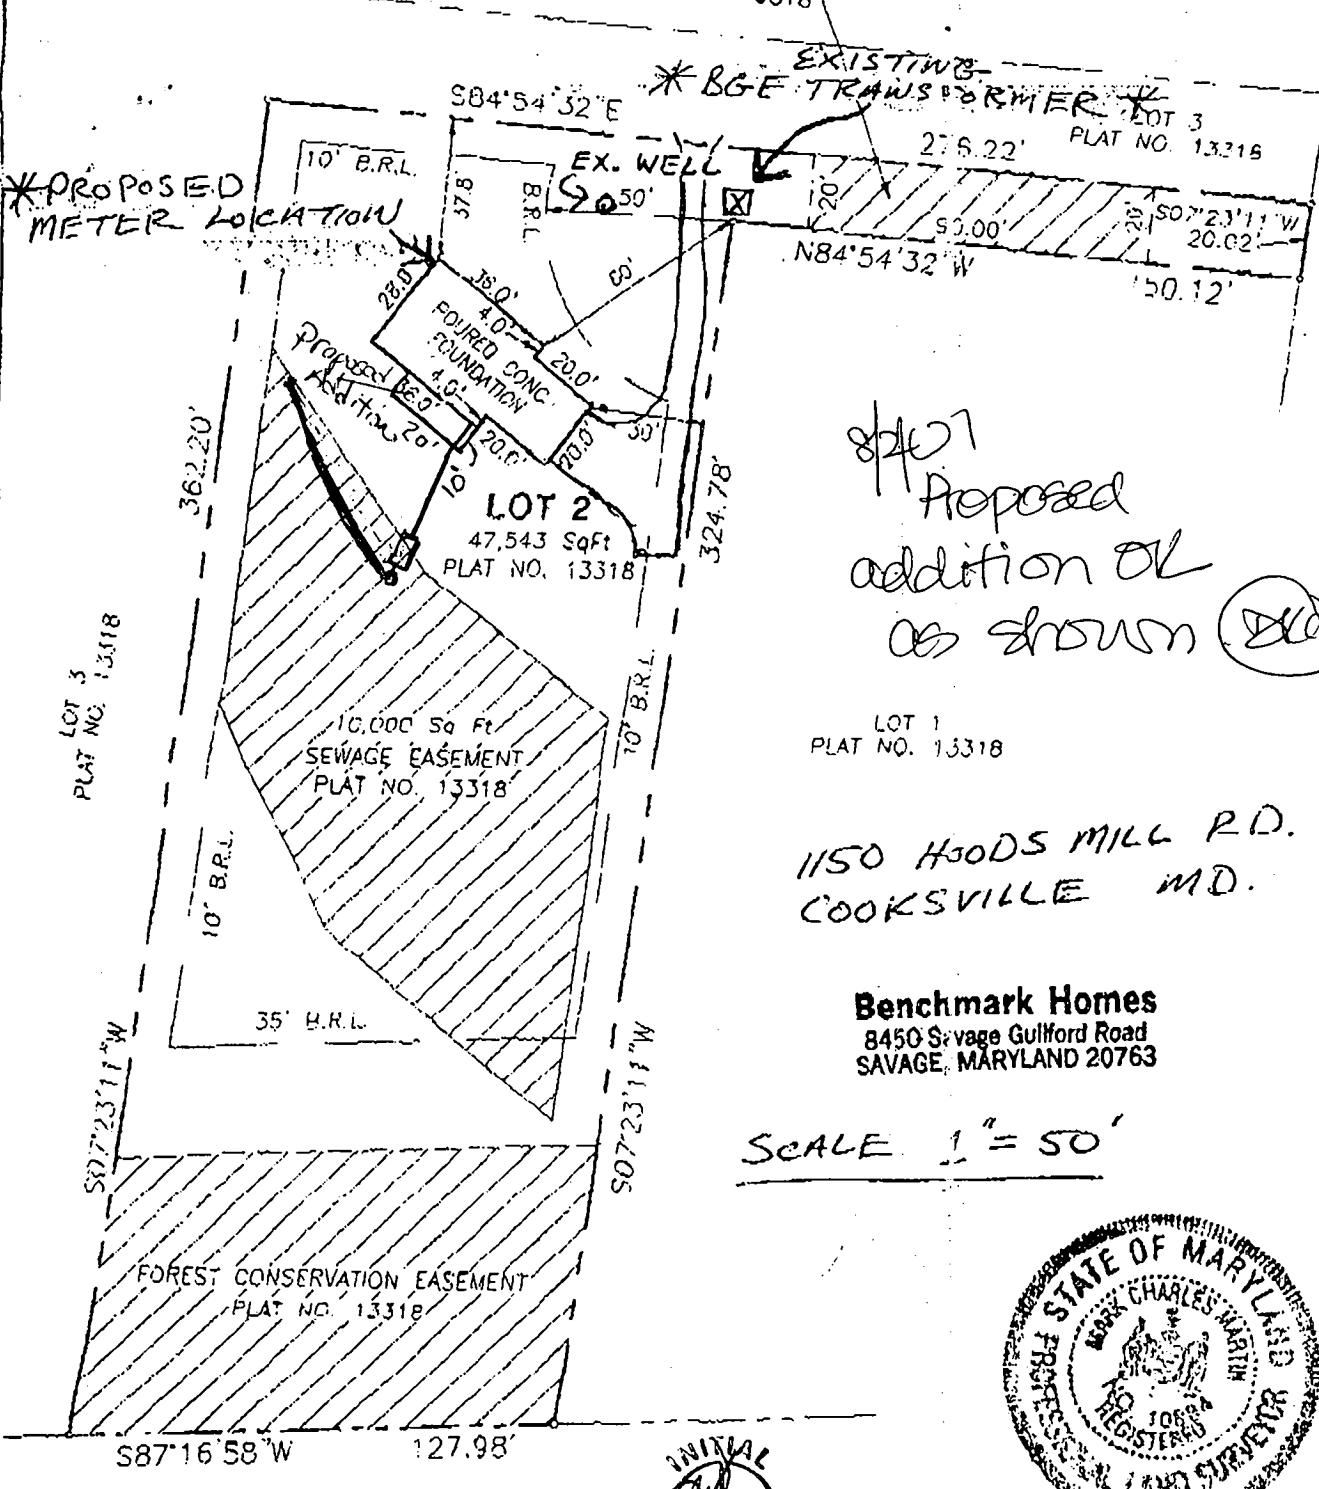 EXISTING
* BGE TRANSFORMER *
S84°54'32"E
LOT 3
PLAT NO. 13318
276.22'
10' B.R.L.
EX. WELL
50'
* PROPOSED
METER LOCATION
37.8
B.R.L.
20'
90.00'
20'
S07°23'11"W
20.02'
N84°54'32"W
150.12'
28.0'
36.0'
4.0'
POURED CONC.
FOUNDATION
20.0'
Proposed
Addition
36.0'
4.0'
20'
20.0'
20.0'
10'
362.20'
LOT 2
47,543 SqFt
PLAT NO. 13318
324.78'
Proposed
addition OK
as shown
LOT 3
PLAT NO. 13318
10' B.R.L.
10,000 Sq Ft
SEWAGE EASEMENT
PLAT NO. 13318
LOT 1
PLAT NO. 13318
1150 HOODS MILL RD.
COOKSVILLE MD.
10' B.R.L.
Benchmark Homes
8450 Savage Guilford Road
SAVAGE, MARYLAND 20763
35' B.R.L.
S07°23'11"W
S07°23'11"W
SCALE 1"=50'
FOREST CONSERVATION EASEMENT
PLAT NO. 13318
STATE OF MARYLAND
MARK CHARLES MARTIN
REGISTERED
LAND SURVEYOR
S87°16'58"W
127.98'
INITIAL